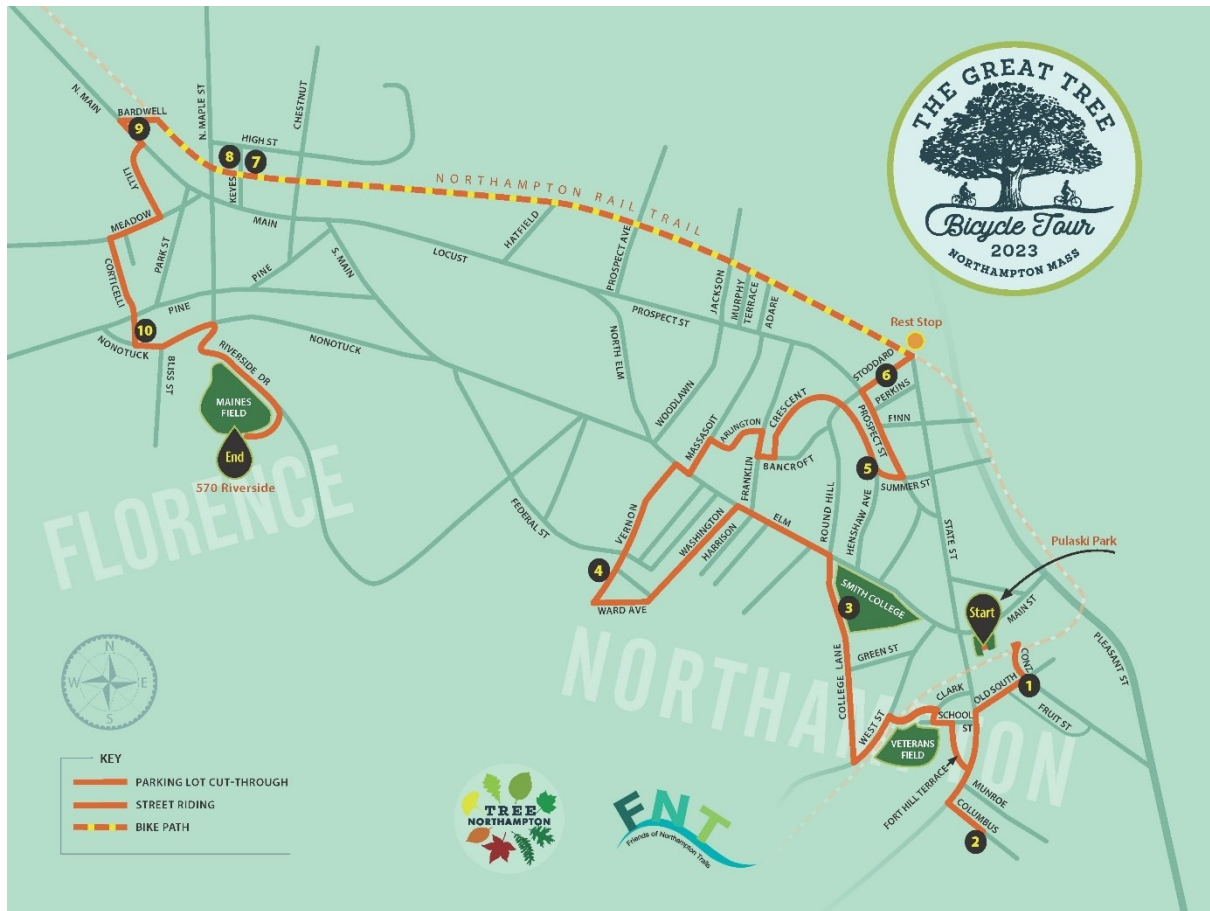 THE GREAT TREE
Bicycle Tour
2023
NORTHAMPTON MASS
N. MAIN
BARDWELL
9
N. MAPLE ST
CHESTNUT
HIGH ST
8
7
KEYES
LILLY
MEADOW
PARK ST
MAIN
NORTHAMPTON RAIL TRAIL
HATFIELD
PROSPECT AVE
LOCUST
S. MAIN
PINE
CORTICELLI
PINE
10
NONOTUCK
BLISS ST
RIVERSIDE DR
NONOTUCK
MAINES
FIELD
End
570 Riverside
FLORENCE
JACKSON
MURPHY
TERRACE
ADARE
PROSPECT ST
NORTH ELM
WOODLAWN
Rest Stop
STODDARD
6
PERKINS
FINN
PROSPECT ST
CRESCENT
ARLINGTON
MASSASOIT
BANCROFT
5
SUMMER ST
FRANKLIN
ROUND HILL
HENSHAW AVE
ELM
STATE ST
FEDERAL ST
VERNON
WASHINGTON
HARRISON
4
WARD AVE
Pulaski Park
SMITH COLLEGE
3
Start
MAIN ST
PLEASANT ST
GREEN ST
COLLEGE LANE
CONZ
OLD SOUTH
1
FRUIT ST
CLARK
SCHOOL
ST
WEST ST
VETERANS
FIELD
NORTHAMPTON
FORT HILL TERRACE
MUNROE
COLUMBUS
2
N
W
E
S
KEY
PARKING LOT CUT-THROUGH
STREET RIDING
BIKE PATH
TREE
NORTHAMPTON
FNT
Friends of Northampton Trails